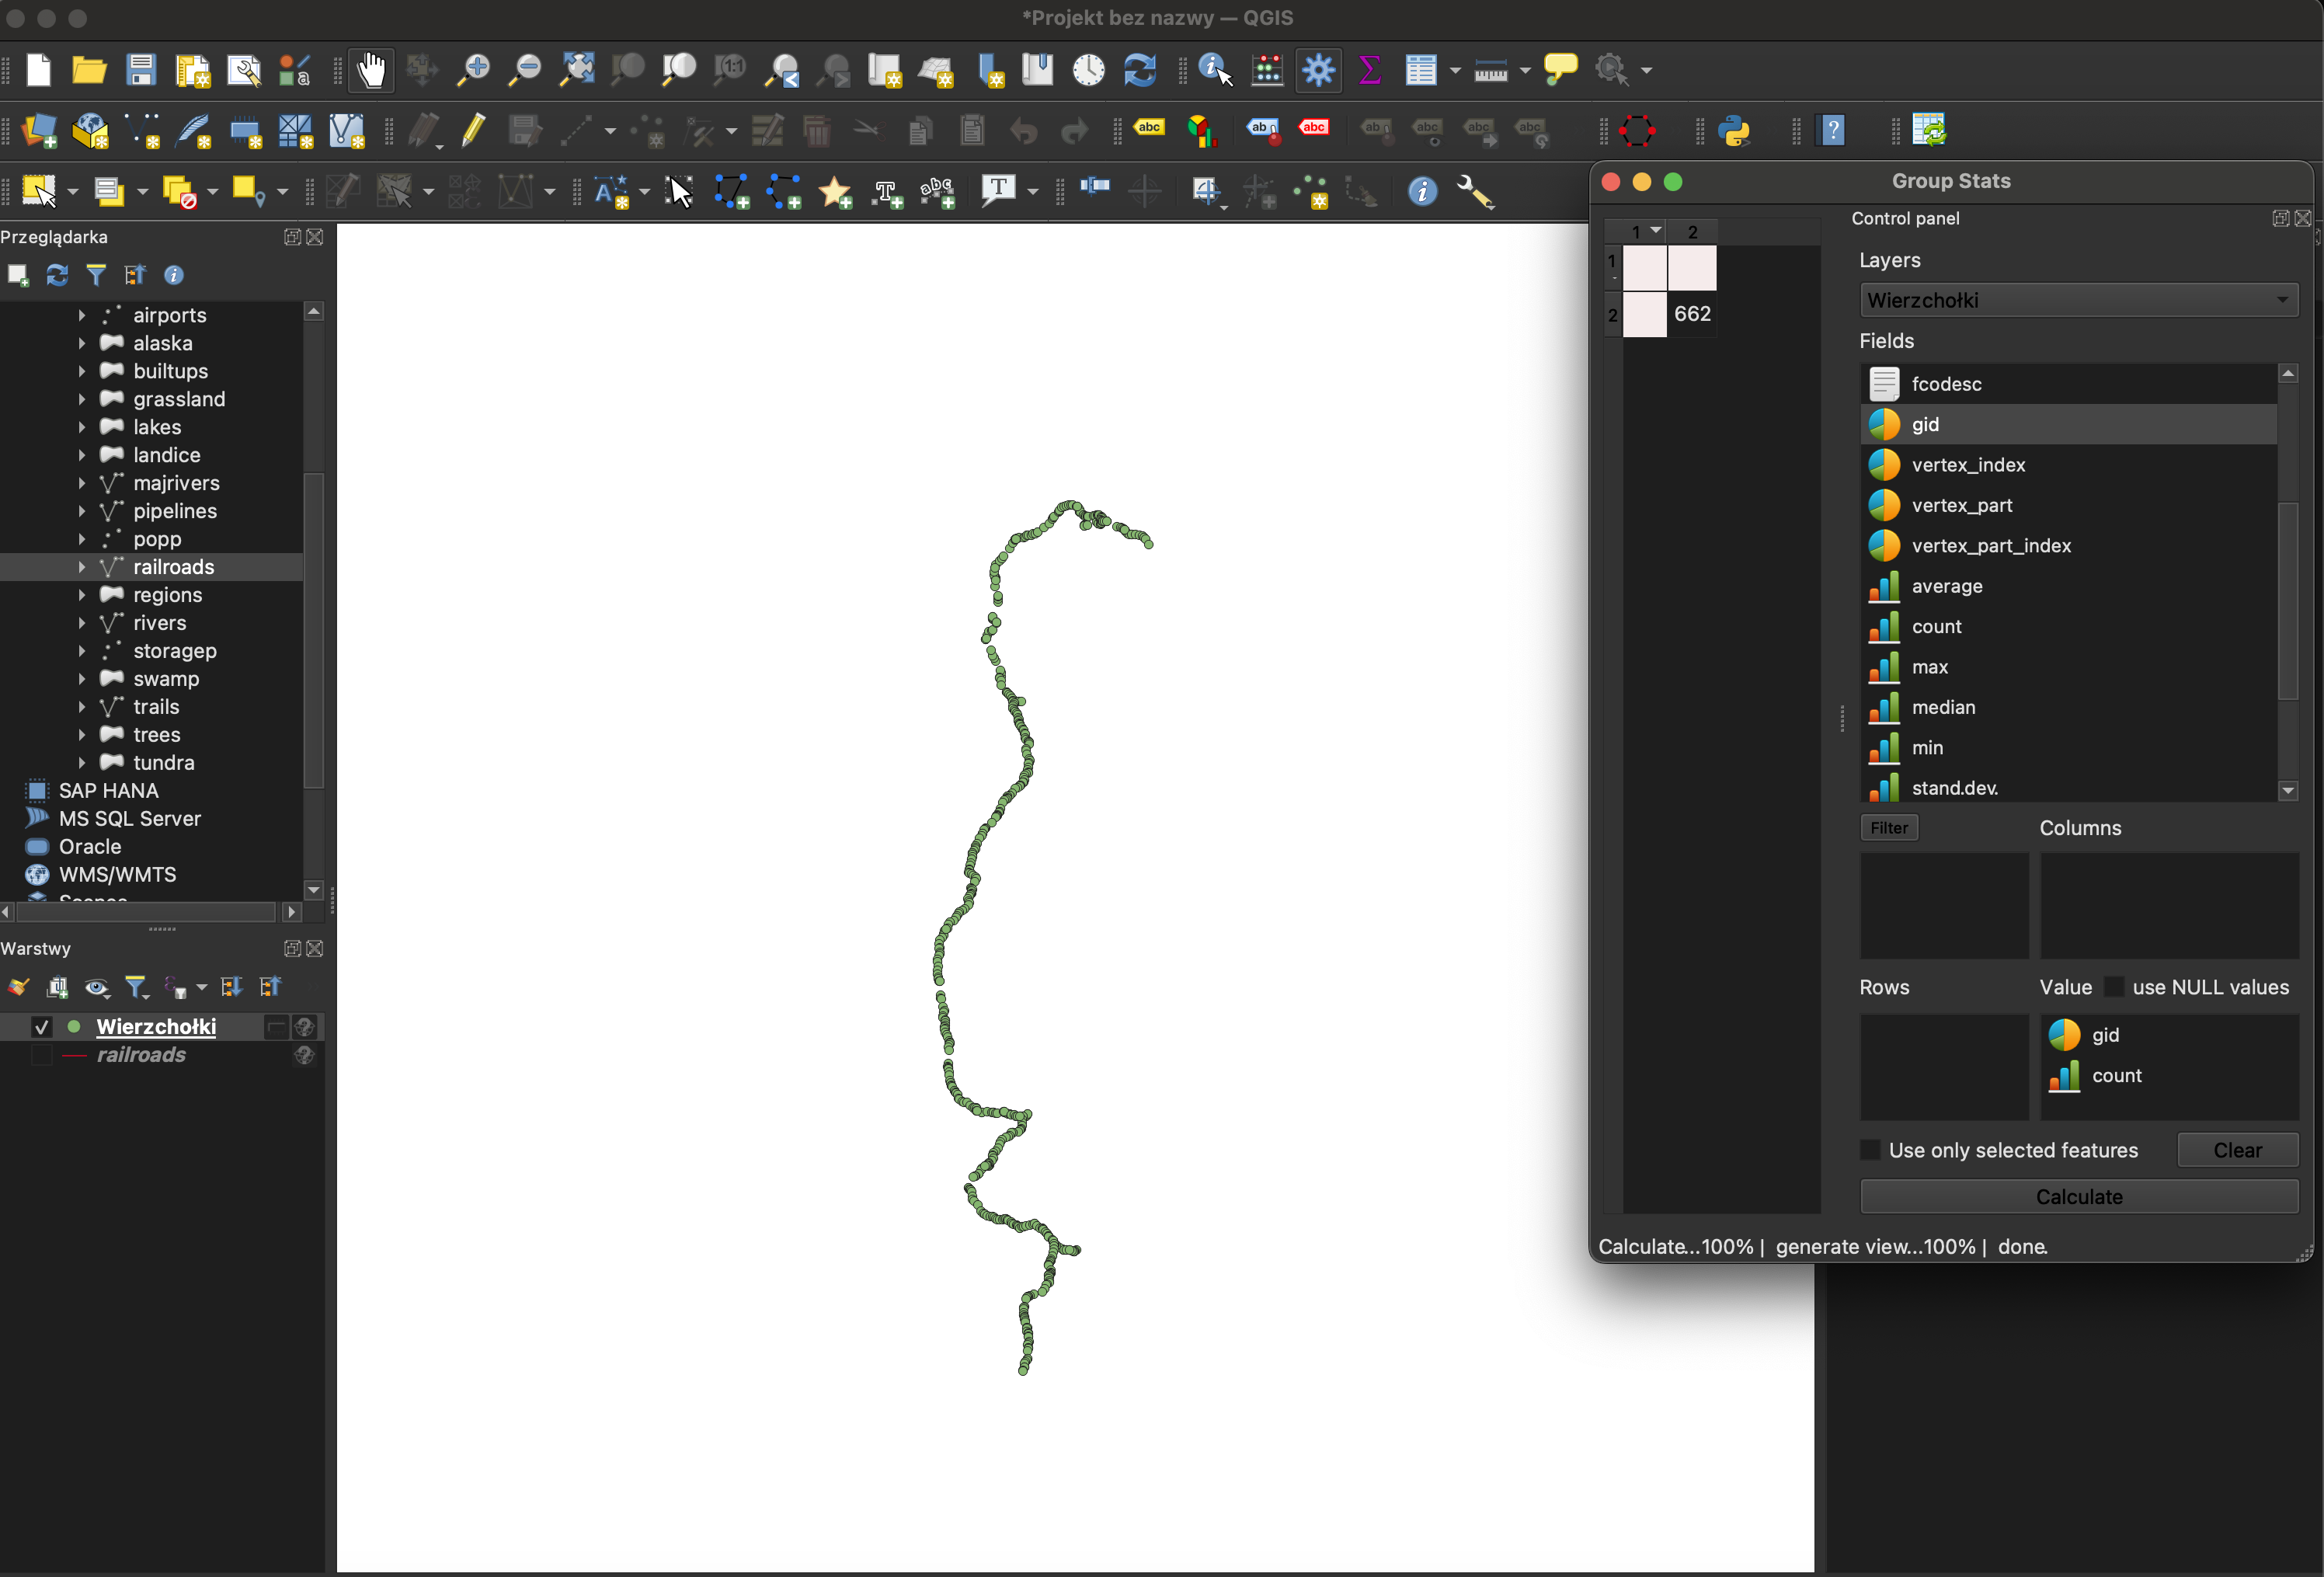 *Projekt bez nazwy — QGIS
Przeglądarka
airports
alaska
builtups
grassland
lakes
landice
majrivers
pipelines
popp
railroads
regions
rivers
storagep
swamp
trails
trees
tundra
SAP HANA
MS SQL Server
Oracle
WMS/WMTS
Scenes
Warstwy
Wierzchołki
railroads
Group Stats
1 2
1
2 662
Control panel
Layers
Wierzchołki
Fields
fcodesc
gid
vertex_index
vertex_part
vertex_part_index
average
count
max
median
min
stand.dev.
Filter
Columns
Rows
Value
use NULL values
gid
count
Use only selected features
Clear
Calculate
Calculate...100% | generate view...100% | done.